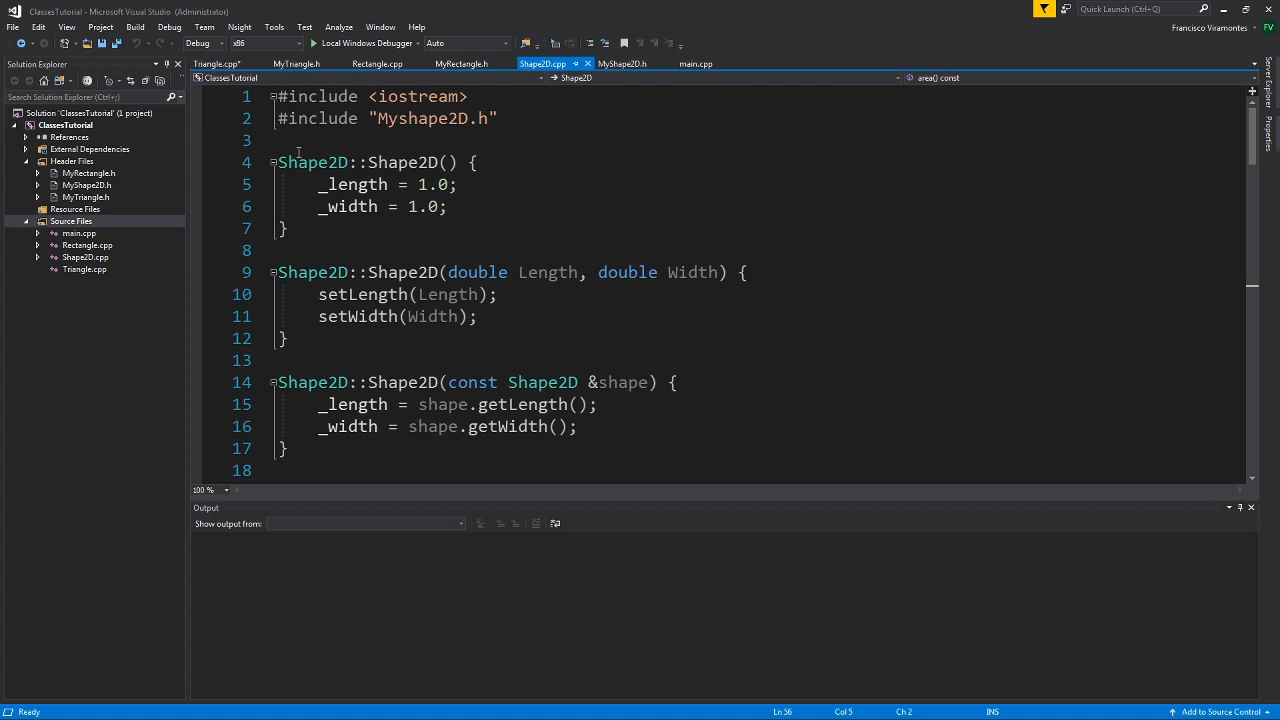 ClassesTutorial - Microsoft Visual Studio (Administrator)
Quick Launch (Ctrl+Q)
File Edit View Project Build Debug Team Nsight Tools Test Analyze Window Help
Francisco Viramontes FV
Debug x86 Local Windows Debugger Auto
Solution Explorer
Search Solution Explorer (Ctrl+;)
Solution 'ClassesTutorial' (1 project)
ClassesTutorial
References
External Dependencies
Header Files
MyRectangle.h
MyShape2D.h
MyTriangle.h
Resource Files
Source Files
main.cpp
Rectangle.cpp
Shape2D.cpp
Triangle.cpp
Triangle.cpp* MyTriangle.h Rectangle.cpp MyRectangle.h Shape2D.cpp MyShape2D.h main.cpp
ClassesTutorial Shape2D area() const
1 #include <iostream>
2 #include "Myshape2D.h"
3
4 Shape2D::Shape2D() {
5 _length = 1.0;
6 _width = 1.0;
7 }
8
9 Shape2D::Shape2D(double Length, double Width) {
10 setLength(Length);
11 setWidth(Width);
12 }
13
14 Shape2D::Shape2D(const Shape2D &shape) {
15 _length = shape.getLength();
16 _width = shape.getWidth();
17 }
18
100 %
Output
Show output from:
Server Explorer
Properties
Ready Ln 56 Col 5 Ch 2 INS Add to Source Control